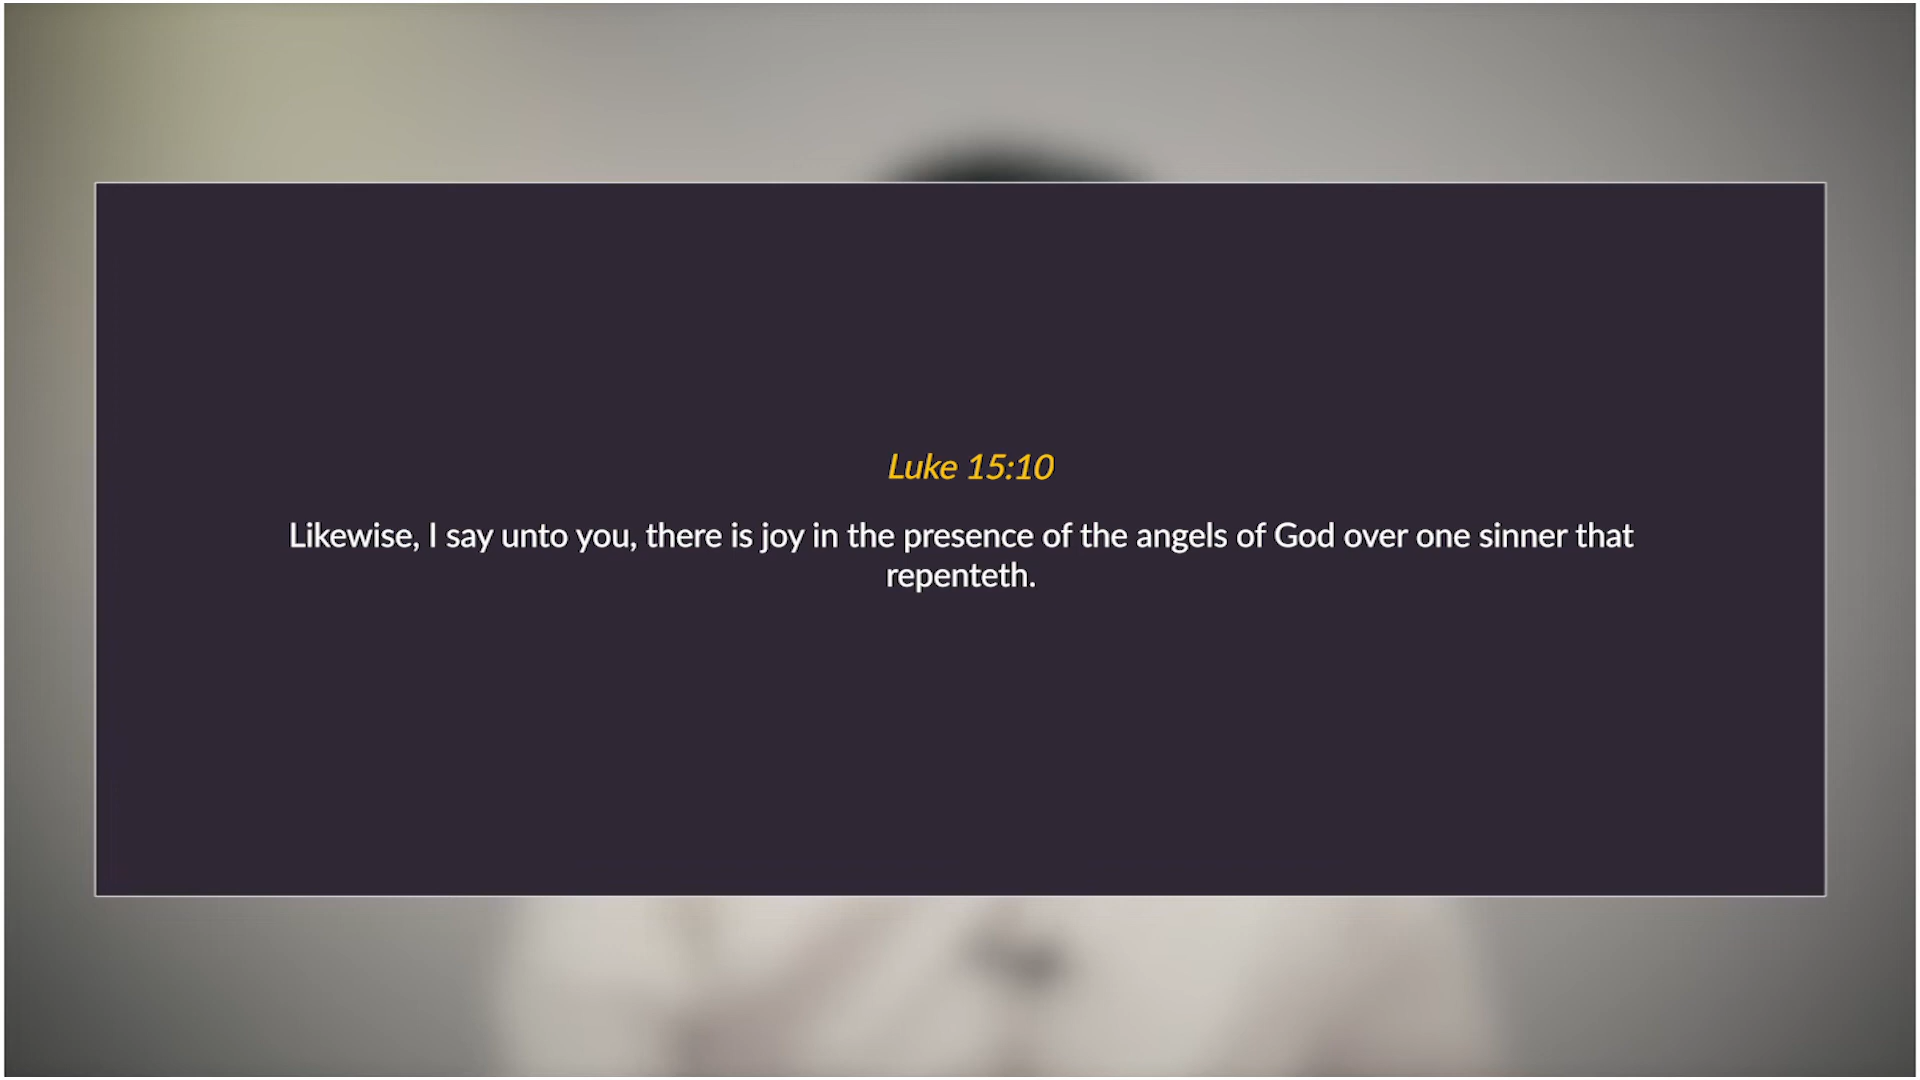 Luke 15:10
Likewise, I say unto you, there is joy in the presence of the angels of God over one sinner that
repenteth.